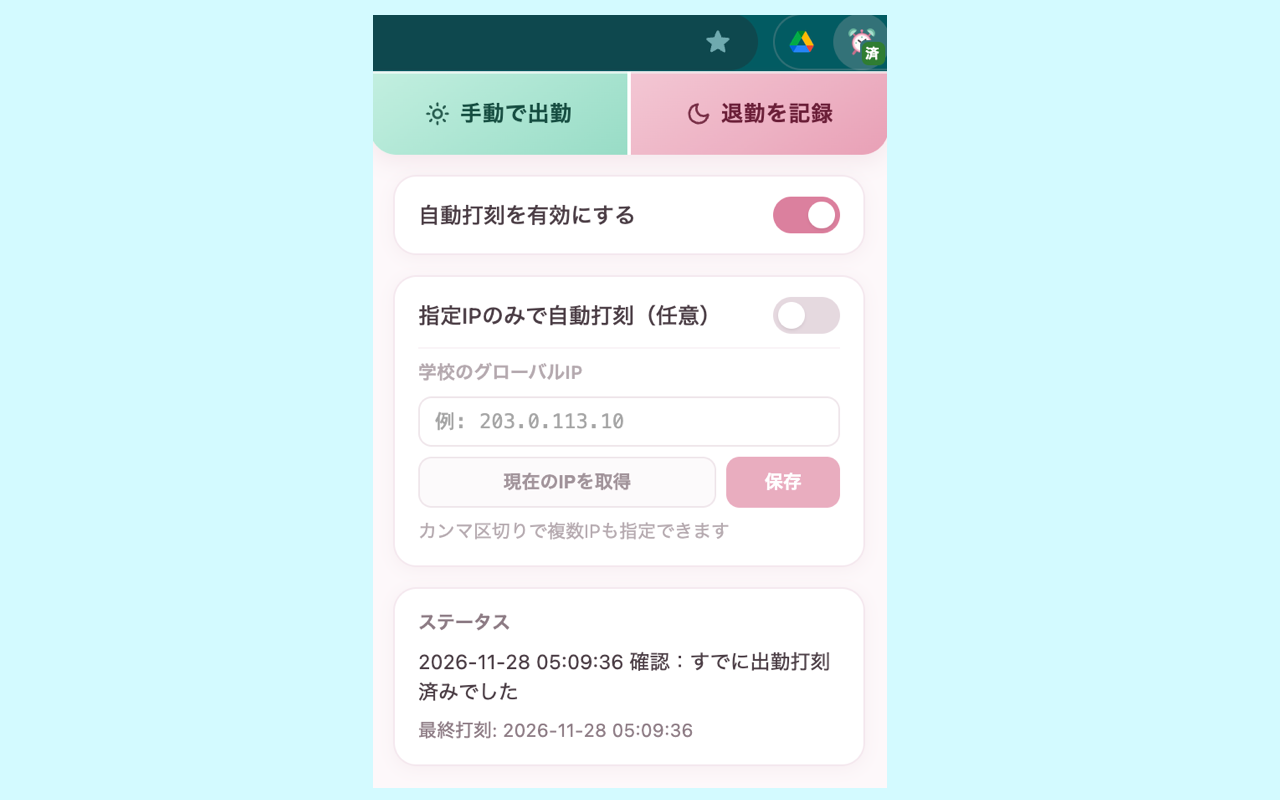 済
手動で出勤
退勤を記録
自動打刻を有効にする
指定IPのみで自動打刻（任意）
学校のグローバルIP
例: 203.0.113.10
現在のIPを取得
保存
カンマ区切りで複数IPも指定できます
ステータス
2026-11-28 05:09:36 確認：すでに出勤打刻
済みでした
最終打刻: 2026-11-28 05:09:36